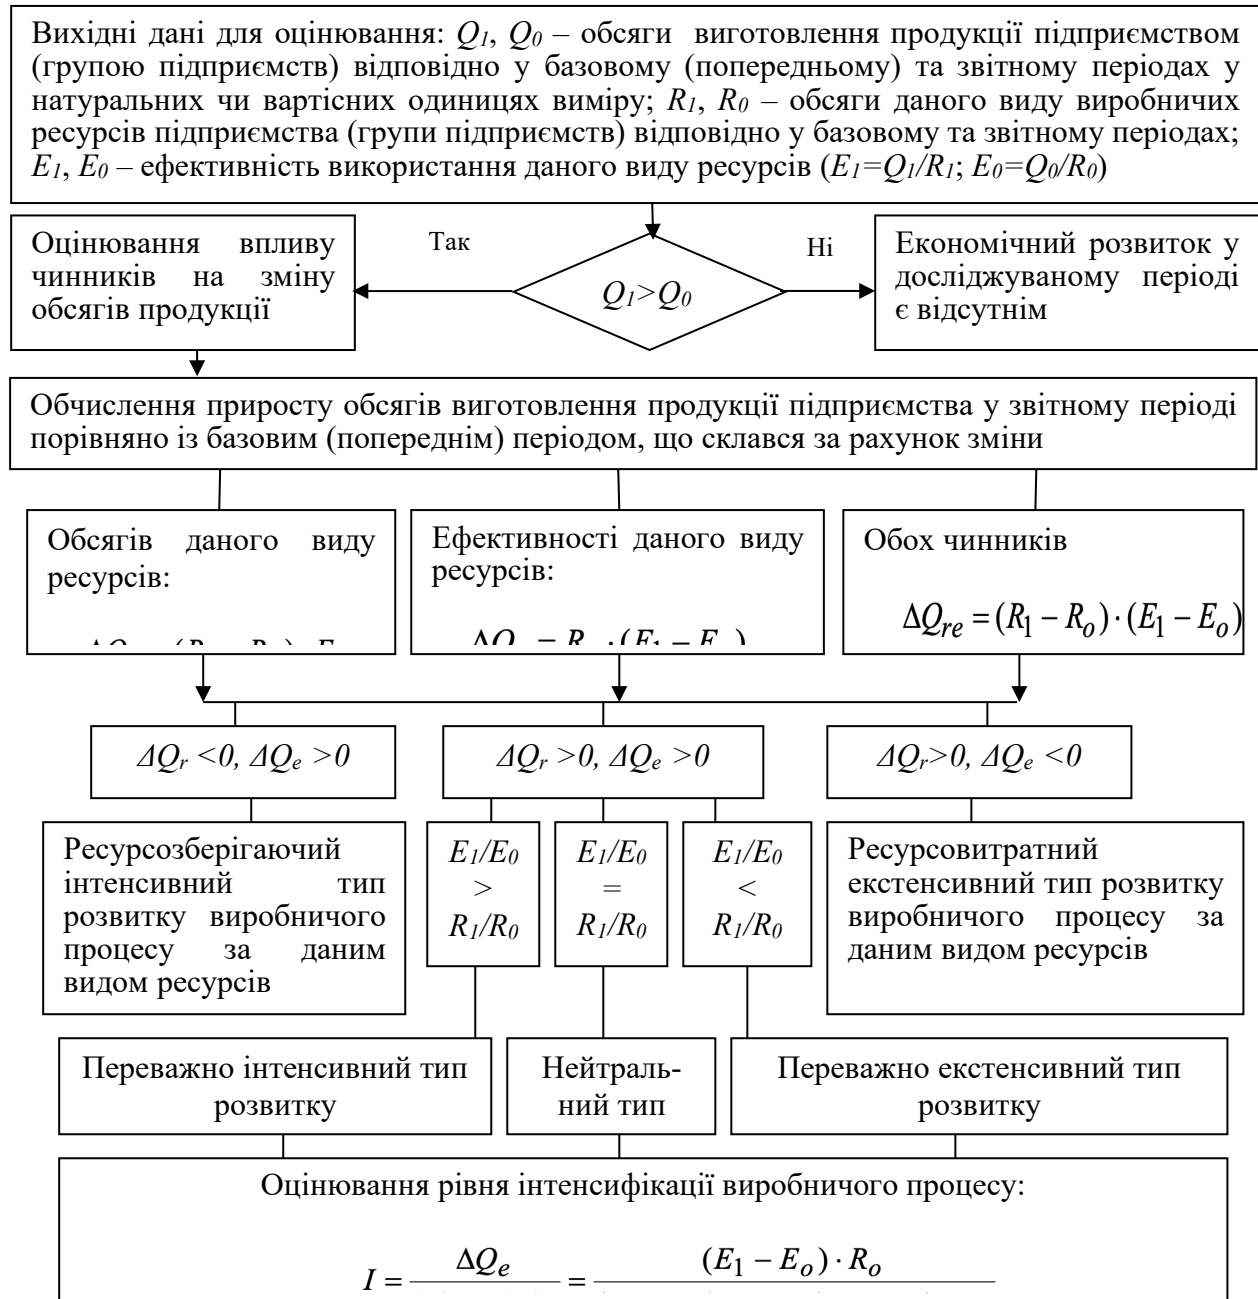 Вихідні дані для оцінювання: Q1, Q0 – обсяги виготовлення продукції підприємством
(групою підприємств) відповідно у базовому (попередньому) та звітному періодах у
натуральних чи вартісних одиницях виміру; R1, R0 – обсяги даного виду виробничих
ресурсів підприємства (групи підприємств) відповідно у базовому та звітному періодах;
E1, E0 – ефективність використання даного виду ресурсів (E1=Q1/R1; E0=Q0/R0)
Оцінювання впливу
чинників на зміну
обсягів продукції
Так
Q1>Q0
Ні
Економічний розвиток у
досліджуваному періоді
є відсутнім
Обчислення приросту обсягів виготовлення продукції підприємства у звітному періоді
порівняно із базовим (попереднім) періодом, що склався за рахунок зміни
Обсягів даного виду
ресурсів:
Ефективності даного виду
ресурсів:
Обох чинників
ΔQre = (R1 − Ro) · (E1 − Eo)
ΔQr <0, ΔQe >0
ΔQr >0, ΔQe >0
ΔQr>0, ΔQe <0
Ресурсозберігаючий
інтенсивний тип
розвитку виробничого
процесу за даним
видом ресурсів
E1/E0
>
R1/R0
E1/E0
=
R1/R0
E1/E0
<
R1/R0
Ресурсовитратний
екстенсивний тип розвитку
виробничого процесу за
даним видом ресурсів
Переважно інтенсивний тип
розвитку
Нейтраль-
ний тип
Переважно екстенсивний тип
розвитку
Оцінювання рівня інтенсифікації виробничого процесу:
I = ΔQe = (E1 − Eo) · Ro